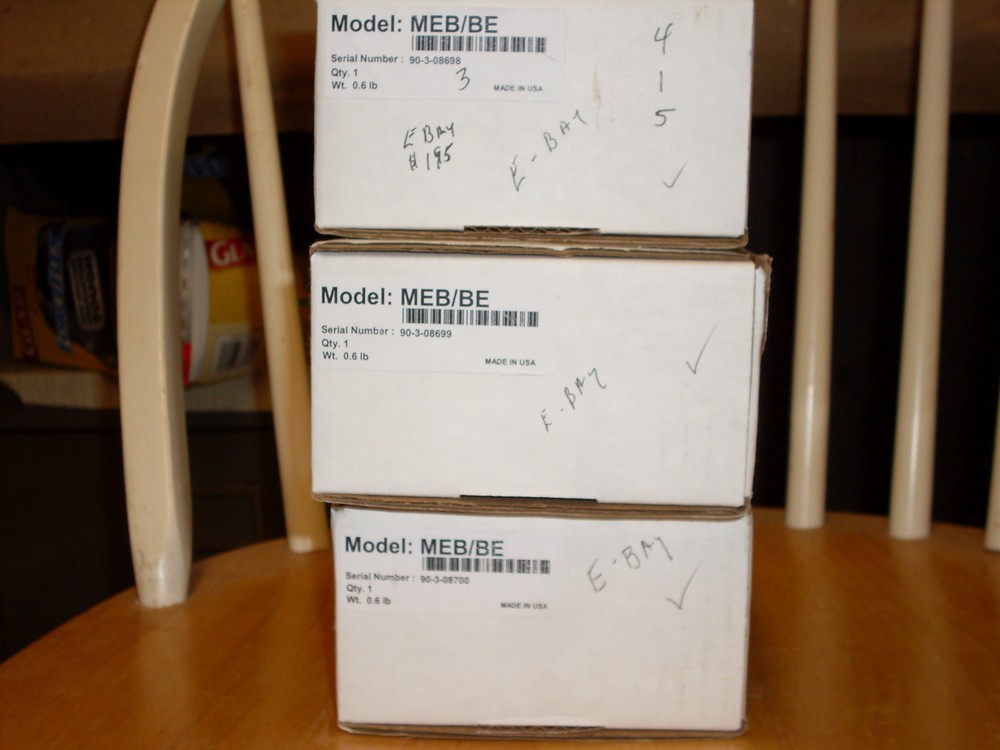 Model: MEB/BE
Serial Number : 90-3-08698
Qty. 1
Wt. 0.6 lb
3
MADE IN USA
4
1
5
E BAY
$195
E-BAY
GLA
Model: MEB/BE
Serial Number : 90-3-08699
Qty. 1
Wt. 0.6 lb
MADE IN USA
E-BAY
Model: MEB/BE
Serial Number : 90-3-08700
Qty. 1
Wt. 0.6 lb
MADE IN USA
E-BAY